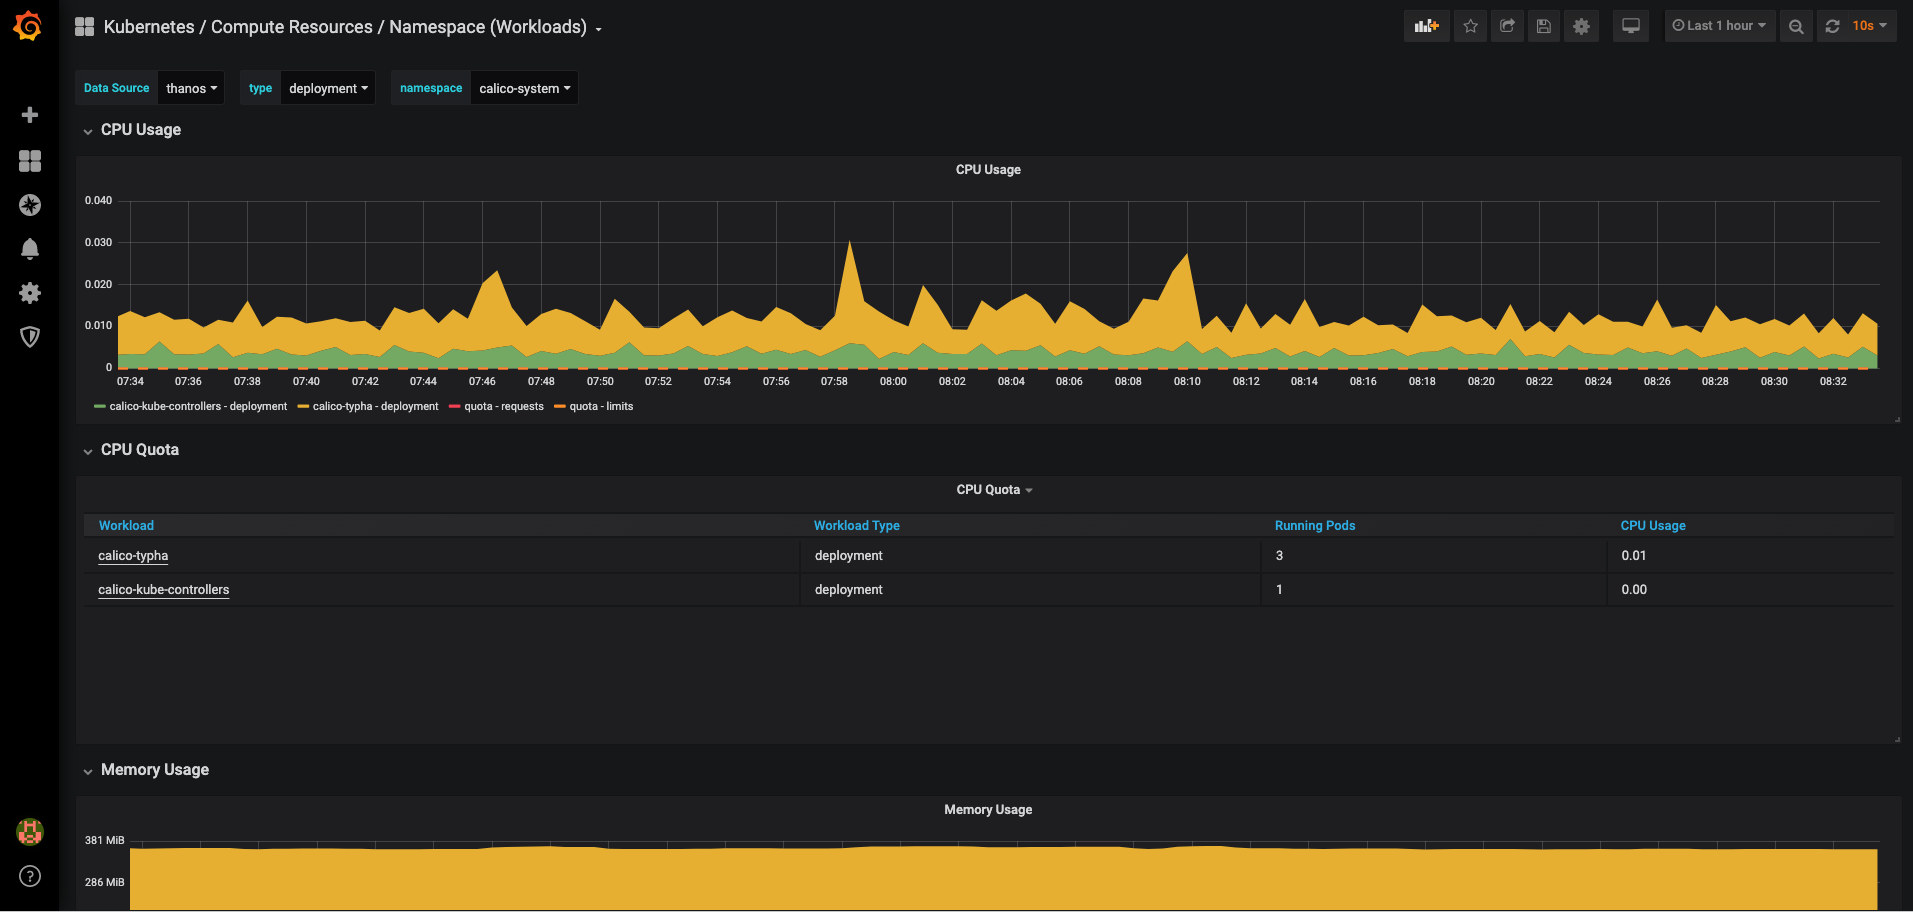 Kubernetes / Compute Resources / Namespace (Workloads)
Last 1 hour
10s
Data Source thanos type deployment namespace calico-system
CPU Usage
CPU Usage
0.040
0.030
0.020
0.010
0
07:34 07:36 07:38 07:40 07:42 07:44 07:46 07:48 07:50 07:52 07:54 07:56 07:58 08:00 08:02 08:04 08:06 08:08 08:10 08:12 08:14 08:16 08:18 08:20 08:22 08:24 08:26 08:28 08:30 08:32
calico-kube-controllers - deployment calico-typha - deployment quota - requests quota - limits
CPU Quota
CPU Quota
Workload Workload Type Running Pods CPU Usage
calico-typha deployment 3 0.01
calico-kube-controllers deployment 1 0.00
Memory Usage
Memory Usage
381 MiB
286 MiB